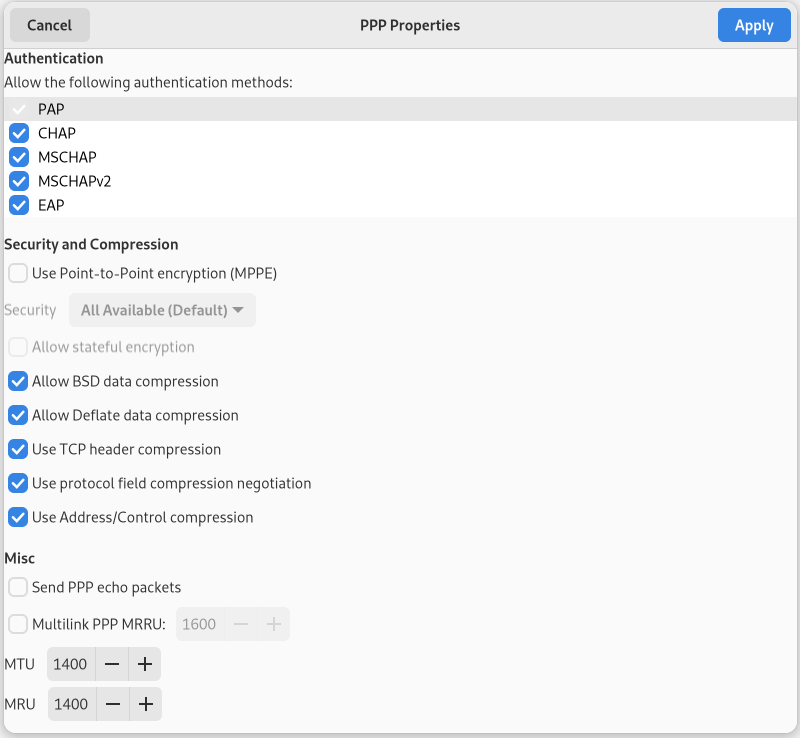 Cancel PPP Properties Apply
Authentication
Allow the following authentication methods:
PAP
CHAP
MSCHAP
MSCHAPv2
EAP
Security and Compression
Use Point-to-Point encryption (MPPE)
Security All Available (Default)
Allow stateful encryption
Allow BSD data compression
Allow Deflate data compression
Use TCP header compression
Use protocol field compression negotiation
Use Address/Control compression
Misc
Send PPP echo packets
Multilink PPP MRRU: 1600 − +
MTU 1400 − +
MRU 1400 − +